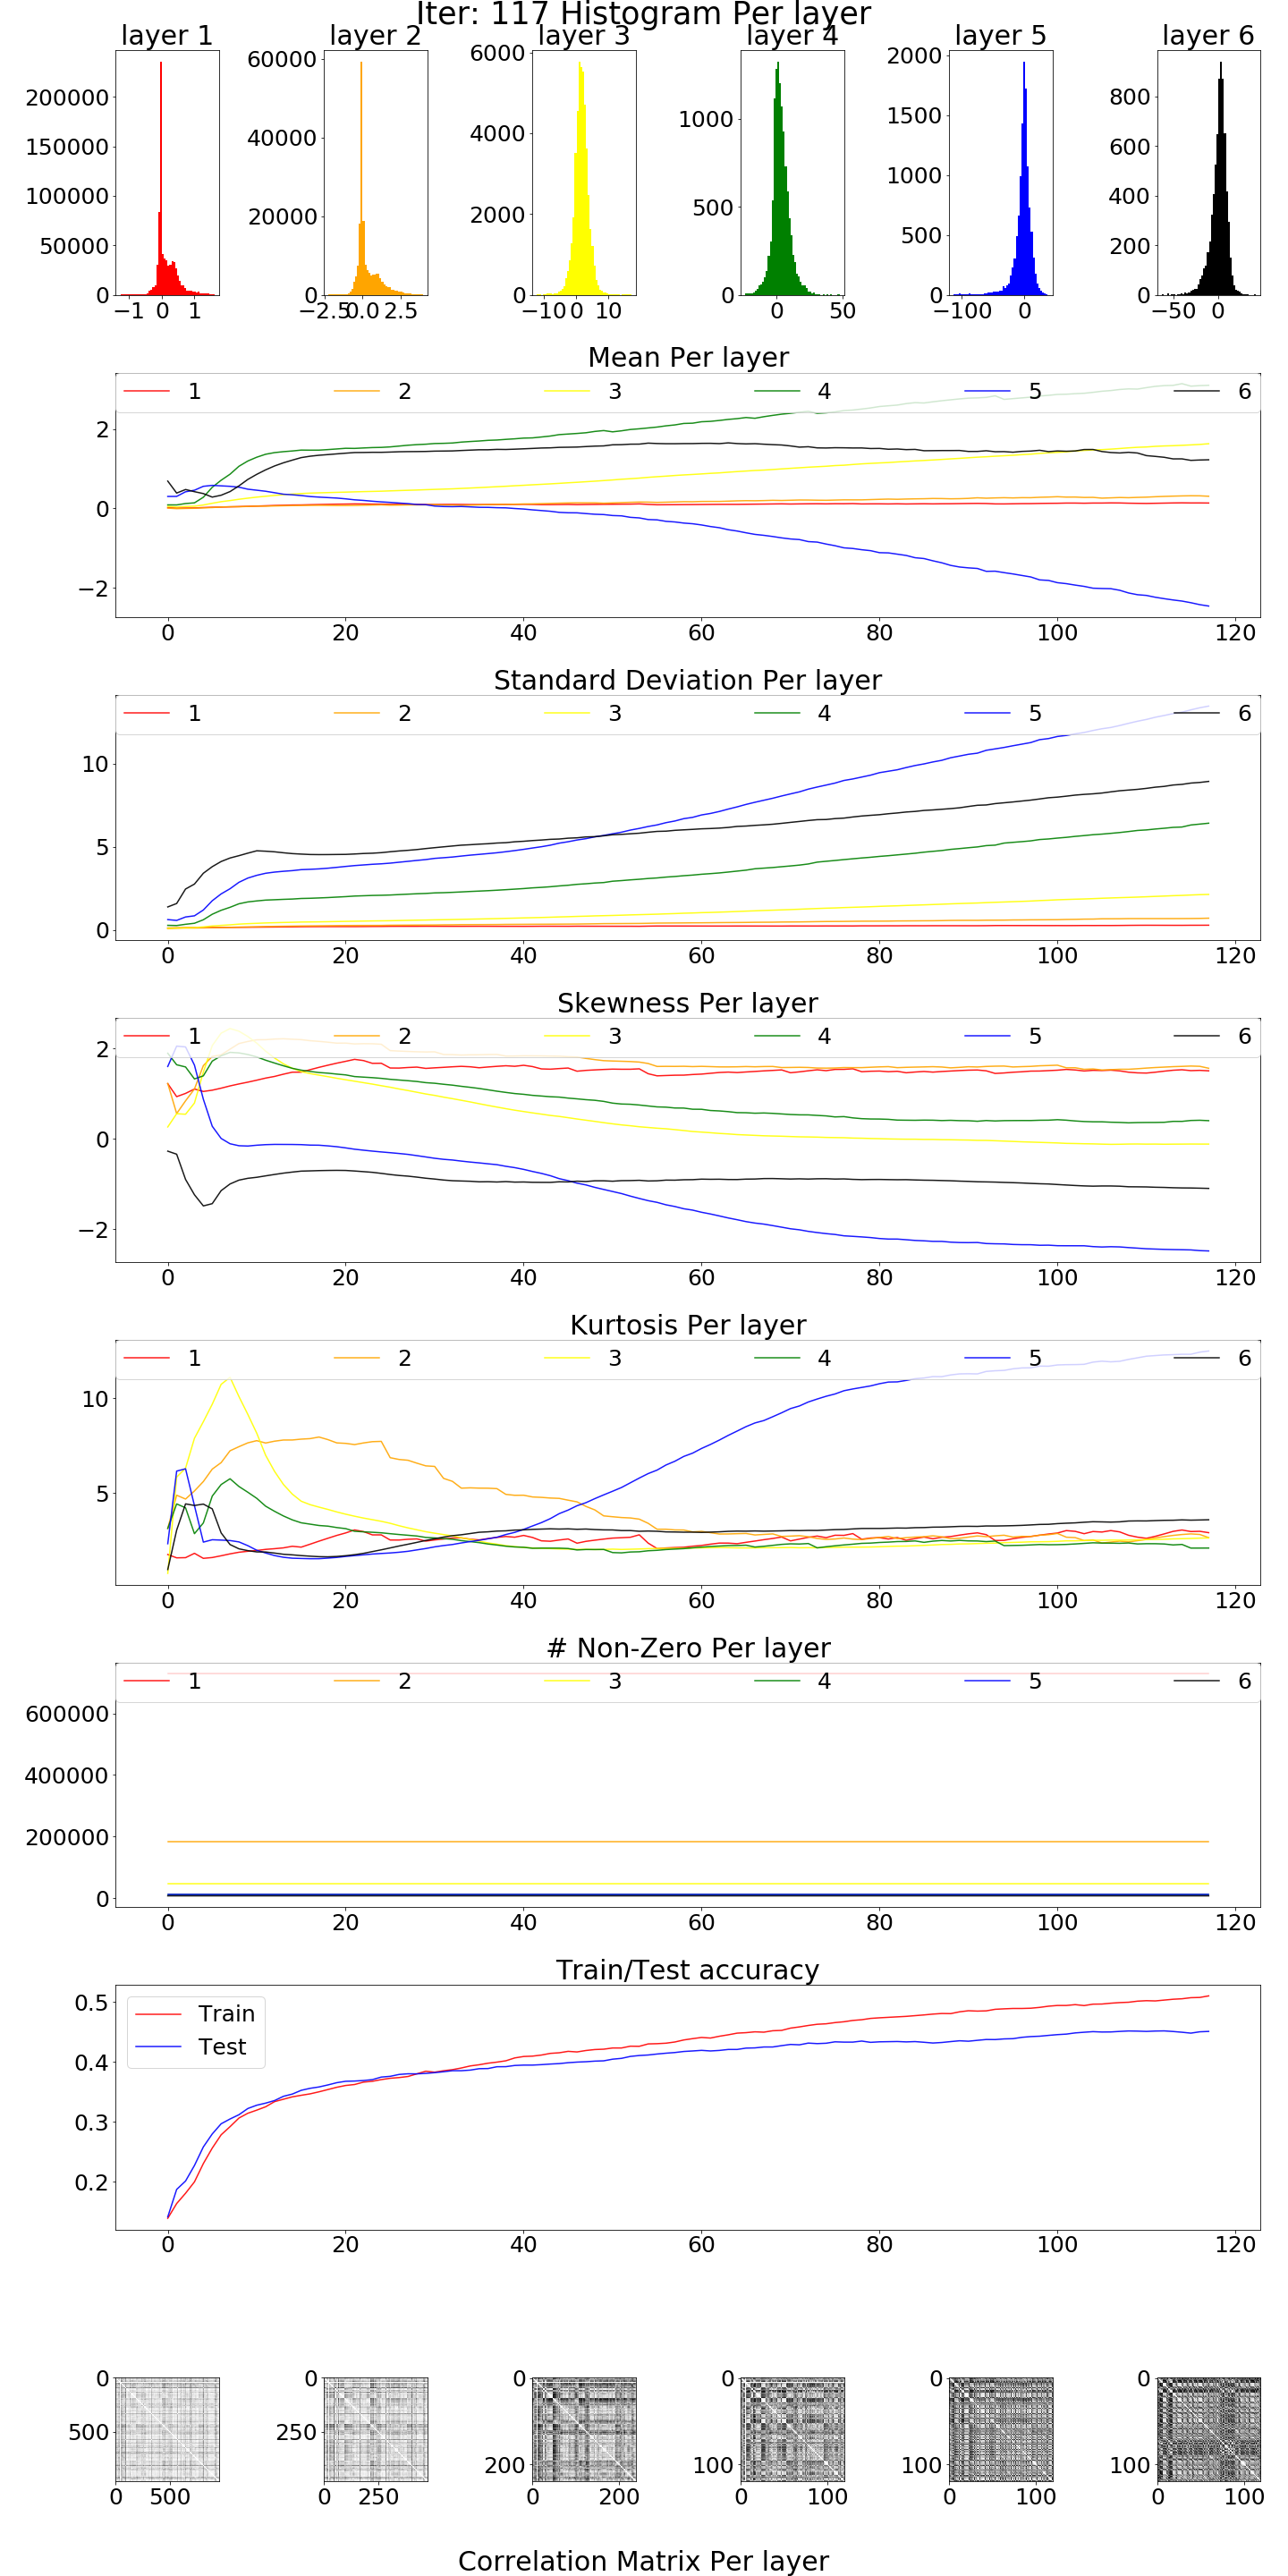 Iter: 117 Histogram Per layer
layer 1 layer 2 layer 3 layer 4 layer 5 layer 6
200000 150000 100000 50000 0
−1 0 1
60000 40000 20000 0
−2.5 0.0 2.5
6000 4000 2000 0
−10 0 10
1000 500 0
0 50
2000 1500 1000 500 0
−100 0
800 600 400 200 0
−50 0
Mean Per layer
1 2 3 4 5 6
2
0
−2
0 20 40 60 80 100 120
Standard Deviation Per layer
1 2 3 4 5 6
10
5
0
0 20 40 60 80 100 120
Skewness Per layer
1 2 3 4 5 6
2
0
−2
0 20 40 60 80 100 120
Kurtosis Per layer
1 2 3 4 5 6
10
5
0 20 40 60 80 100 120
# Non-Zero Per layer
1 2 3 4 5 6
600000
400000
200000
0
0 20 40 60 80 100 120
Train/Test accuracy
Train
Test
0.5
0.4
0.3
0.2
0 20 40 60 80 100 120
0 500
0 500
0 250
0 250
0 200
0 200
0 100
0 100
0 100
0 100
0 100
0 100
Correlation Matrix Per layer